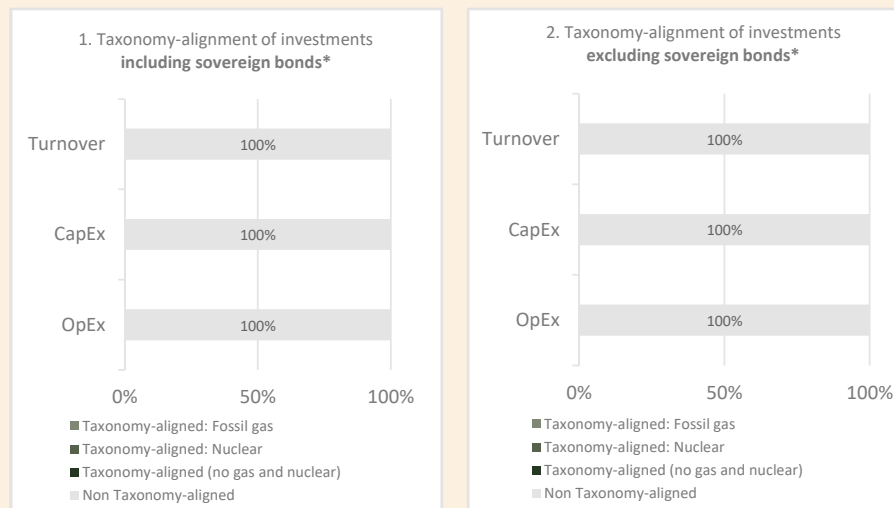 1. Taxonomy-alignment of investments
including sovereign bonds*
Turnover
100%
CapEx
100%
OpEx
100%
0%
50%
100%
Taxonomy-aligned: Fossil gas
Taxonomy-aligned: Nuclear
Taxonomy-aligned (no gas and nuclear)
Non Taxonomy-aligned
2. Taxonomy-alignment of investments
excluding sovereign bonds*
Turnover
100%
CapEx
100%
OpEx
100%
0%
50%
100%
Taxonomy-aligned: Fossil gas
Taxonomy-aligned: Nuclear
Taxonomy-aligned (no gas and nuclear)
Non Taxonomy-aligned